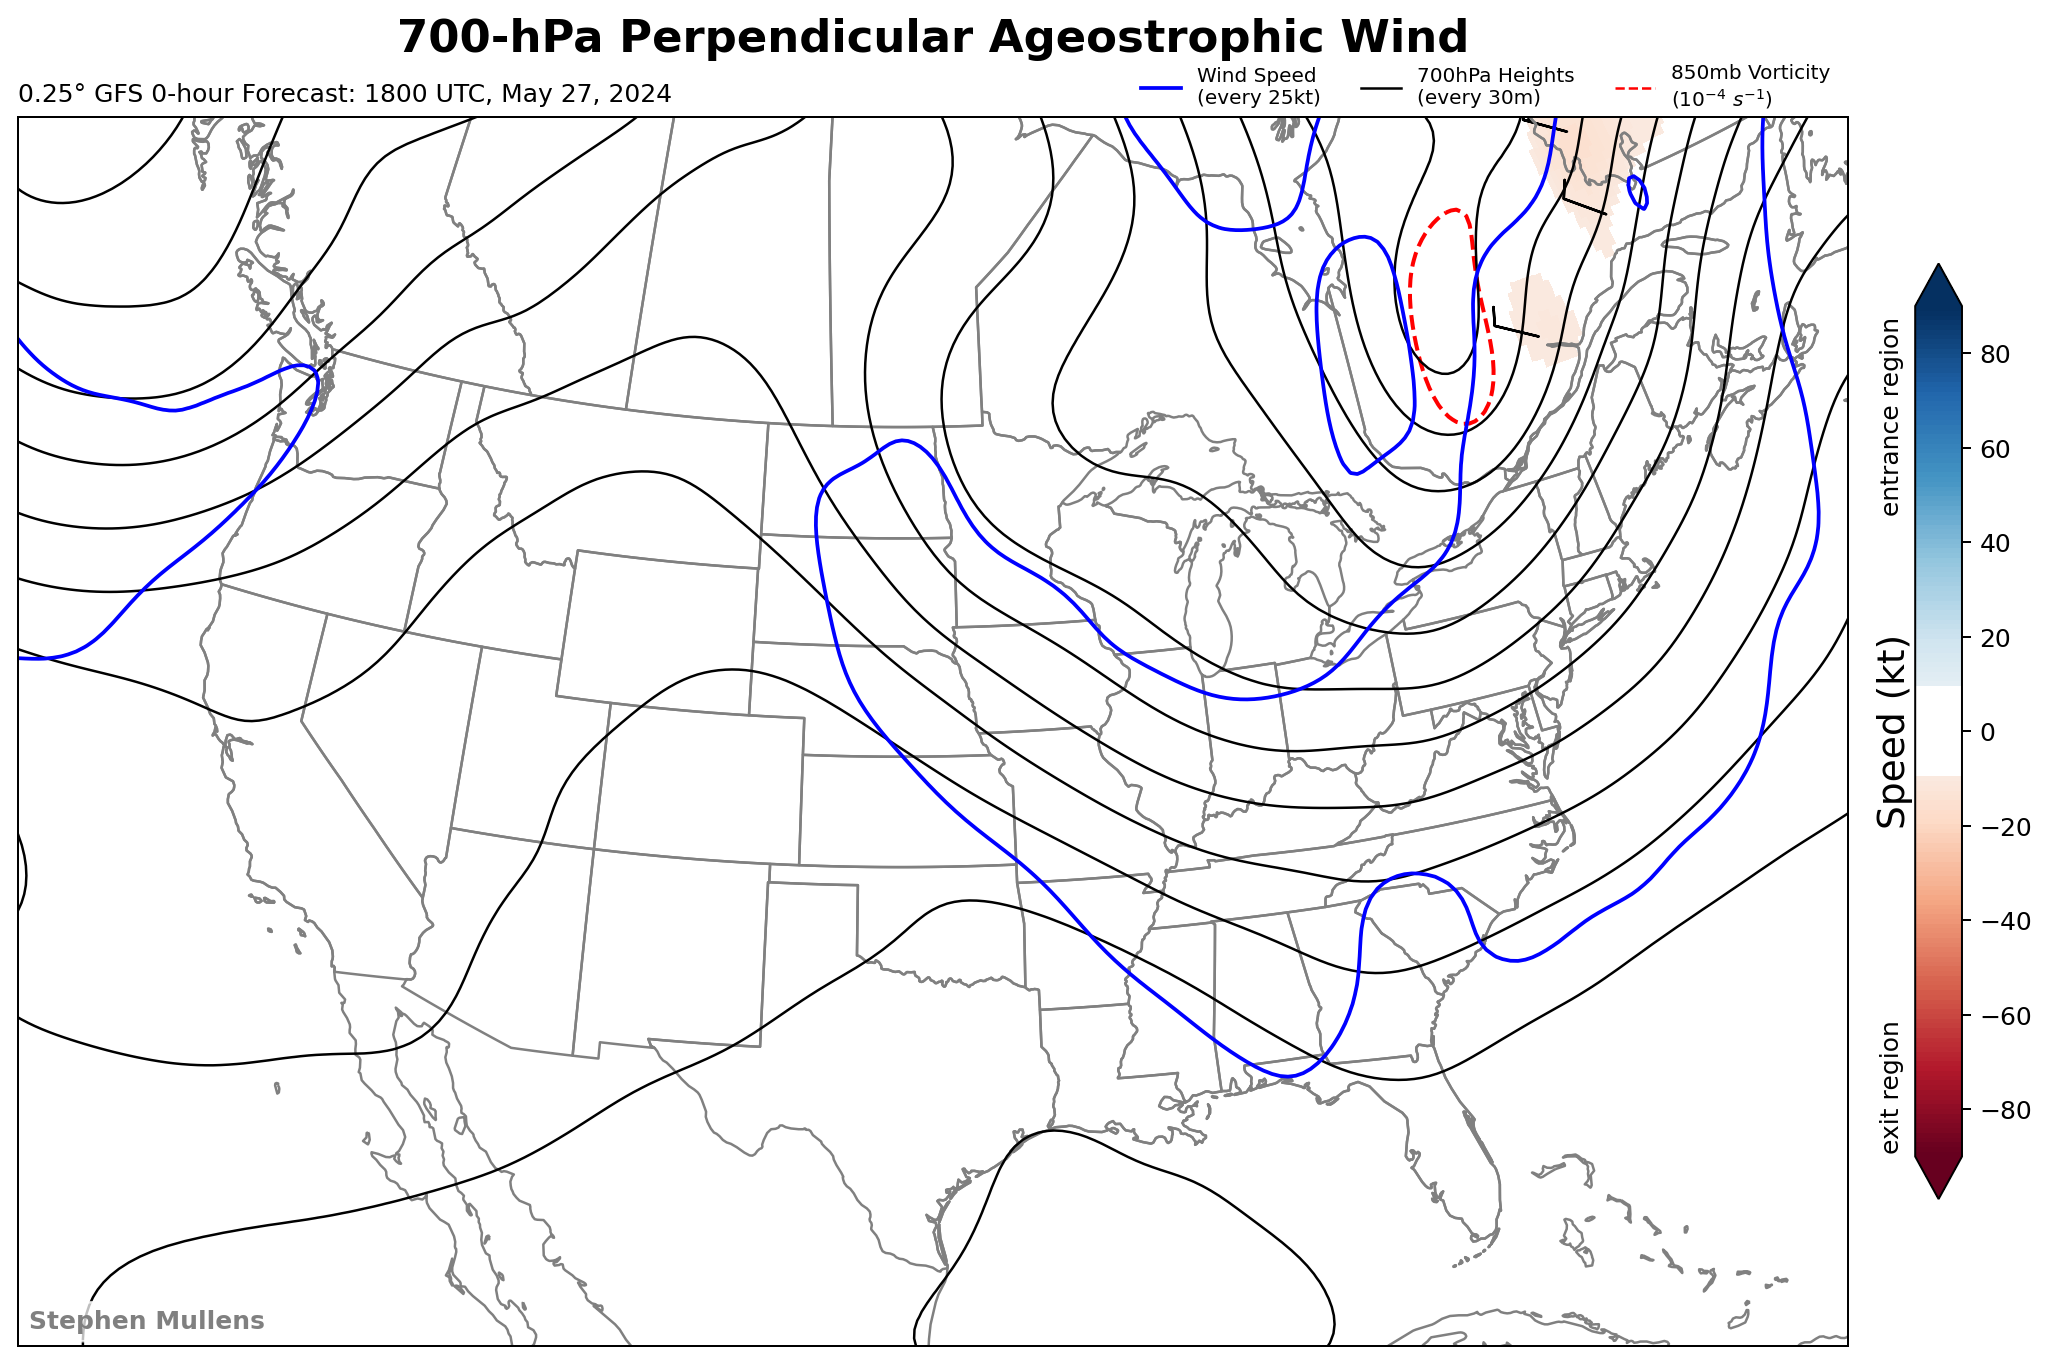 700-hPa Perpendicular Ageostrophic Wind
0.25° GFS 0-hour Forecast: 1800 UTC, May 27, 2024
Wind Speed
(every 25kt)
700hPa Heights
(every 30m)
850mb Vorticity
(10⁻⁴ s⁻¹)
entrance region
Speed (kt)
exit region
80
60
40
20
0
−20
−40
−60
−80
Stephen Mullens